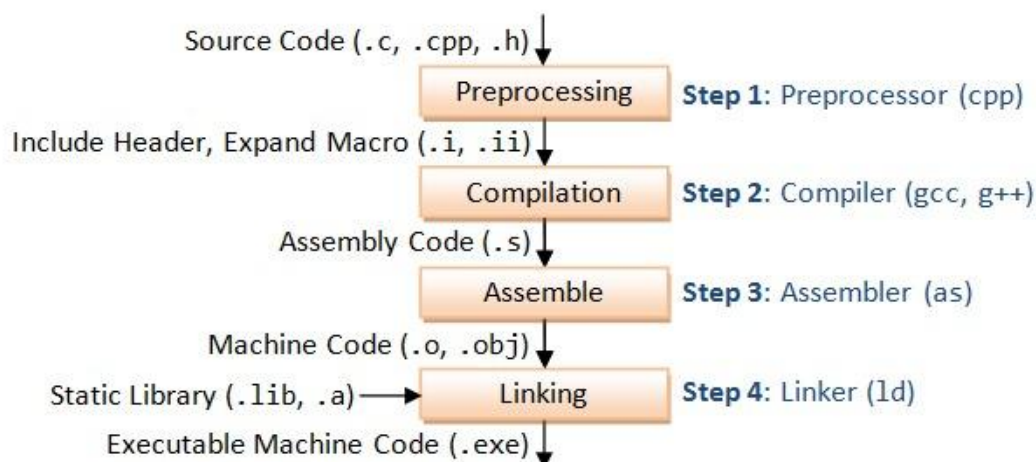 Source Code (.c, .cpp, .h)
Preprocessing
Step 1: Preprocessor (cpp)
Include Header, Expand Macro (.i, .ii)
Compilation
Step 2: Compiler (gcc, g++)
Assembly Code (.s)
Assemble
Step 3: Assembler (as)
Machine Code (.o, .obj)
Static Library (.lib, .a)
Linking
Step 4: Linker (ld)
Executable Machine Code (.exe)